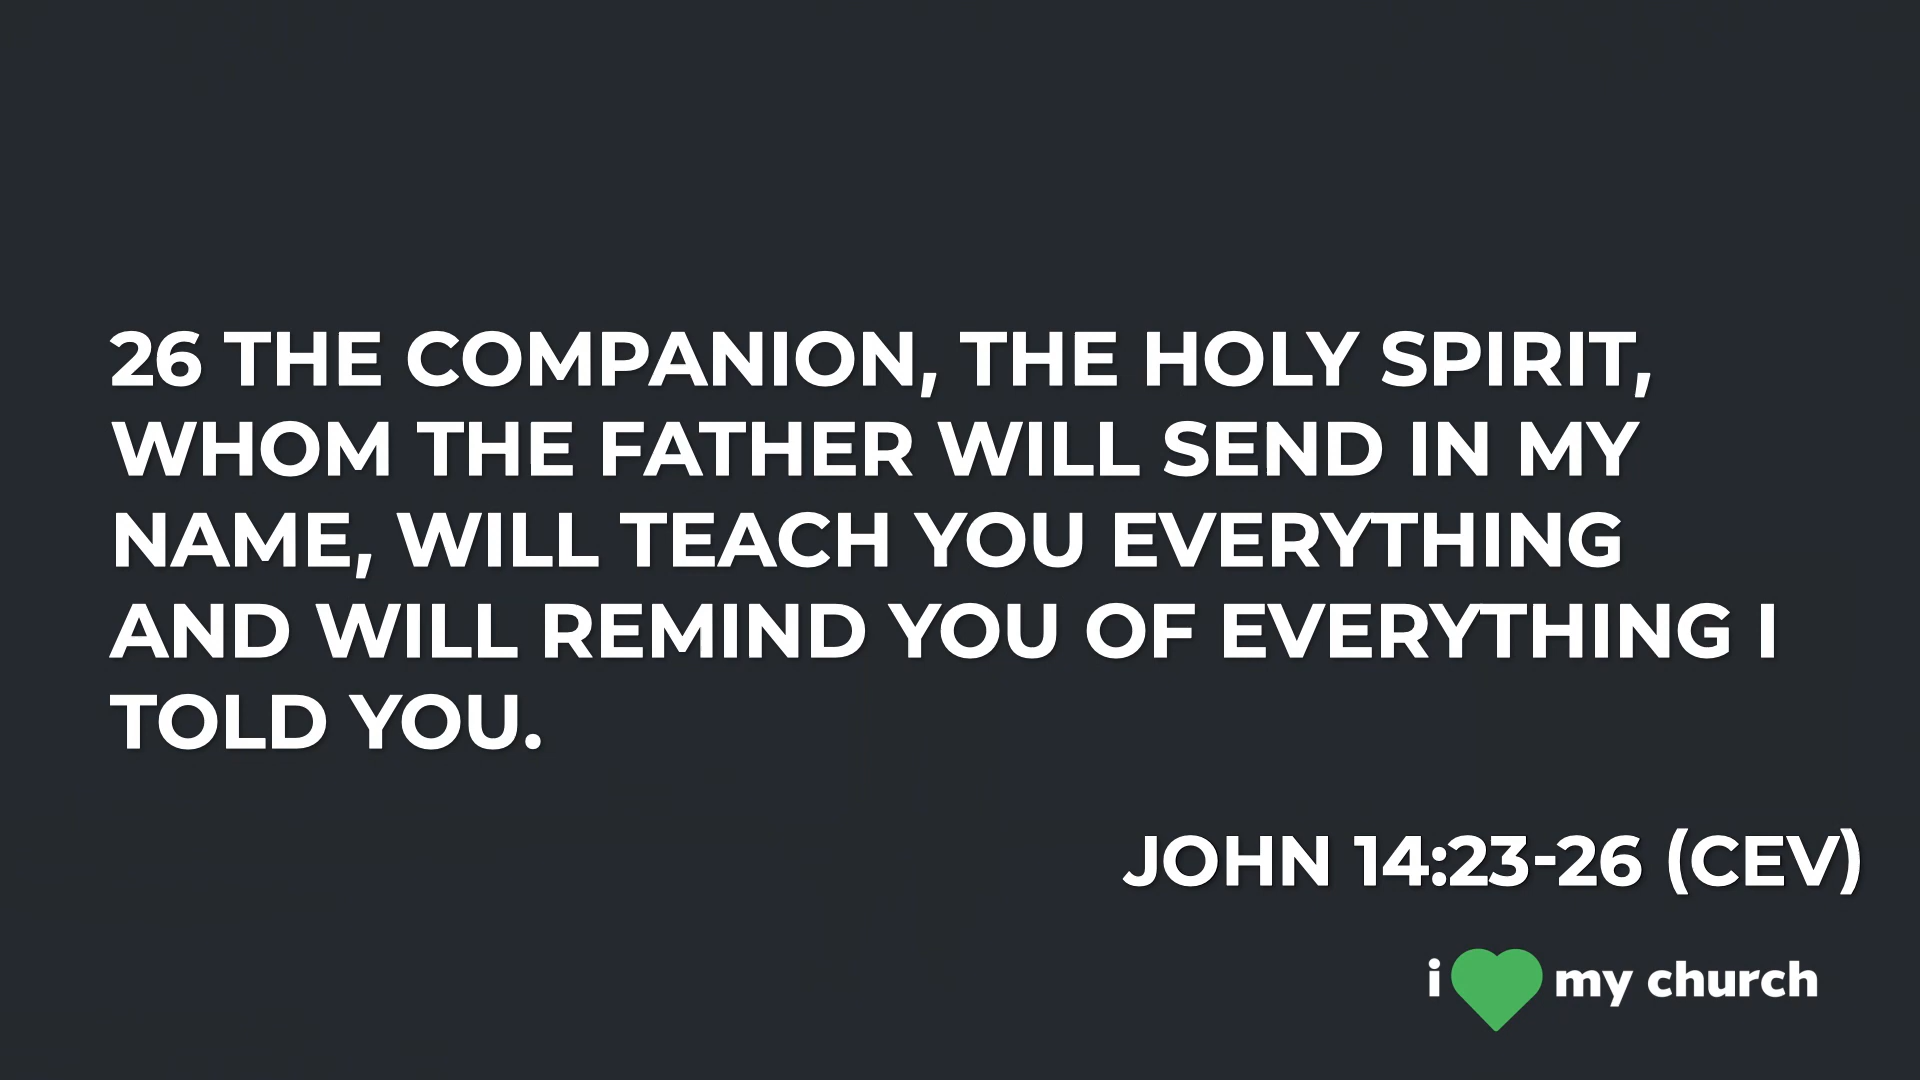 26 THE COMPANION, THE HOLY SPIRIT,
WHOM THE FATHER WILL SEND IN MY
NAME, WILL TEACH YOU EVERYTHING
AND WILL REMIND YOU OF EVERYTHING I
TOLD YOU.
JOHN 14:23-26 (CEV)
i my church